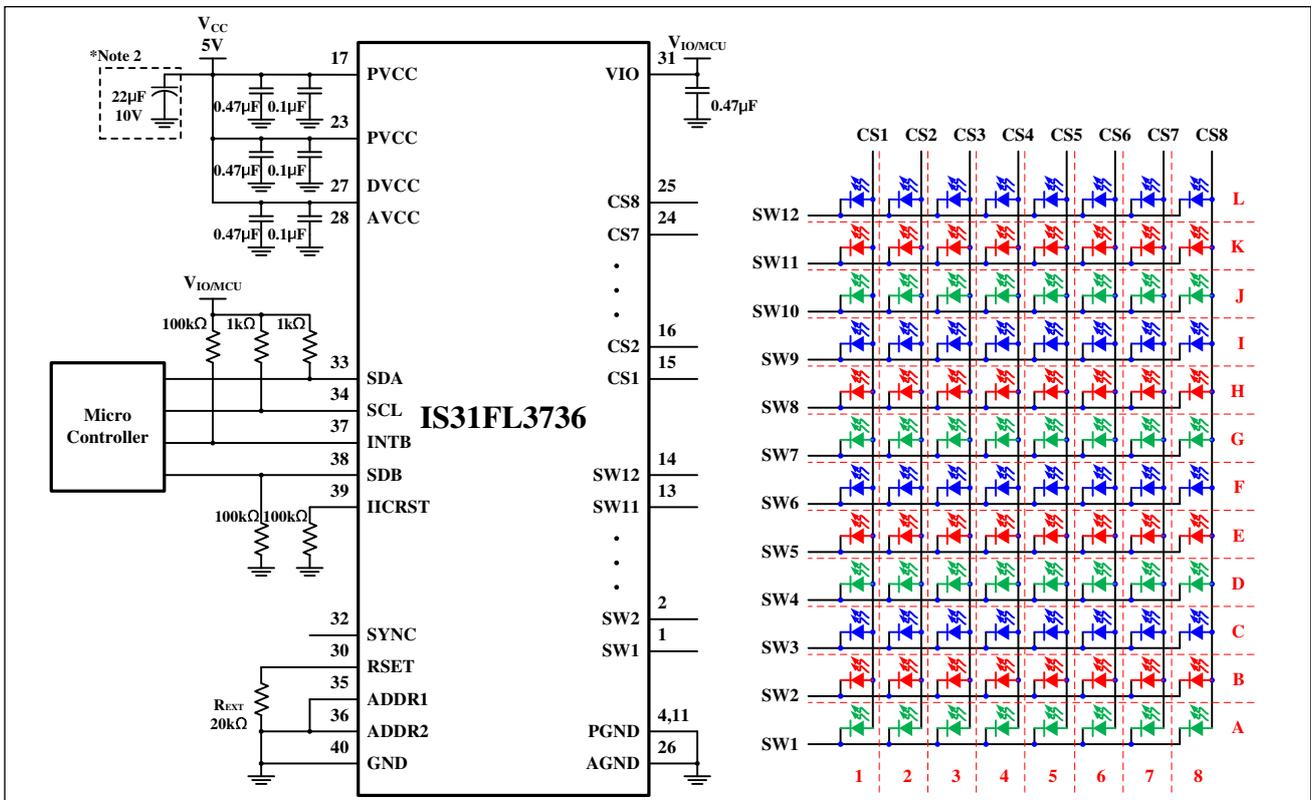 VCC
5V
*Note 2
22µF
10V
0.47µF 0.1µF
0.47µF 0.1µF
0.47µF 0.1µF
17 PVCC
23 PVCC
27 DVCC
28 AVCC
VIO/MCU
100kΩ 1kΩ 1kΩ
Micro
Controller
33 SDA
34 SCL
37 INTB
38 SDB
39 IICRST
100kΩ 100kΩ
32 SYNC
30 RSET
35 ADDR1
36 ADDR2
40 GND
REXT
20kΩ
IS31FL3736
VIO/MCU
VIO 31
0.47µF
CS8 25
CS7 24
CS2 16
CS1 15
SW12 14
SW11 13
SW2 2
SW1 1
PGND 4,11
AGND 26
CS1 CS2 CS3 CS4 CS5 CS6 CS7 CS8
SW12 L
SW11 K
SW10 J
SW9 I
SW8 H
SW7 G
SW6 F
SW5 E
SW4 D
SW3 C
SW2 B
SW1 A
1 2 3 4 5 6 7 8